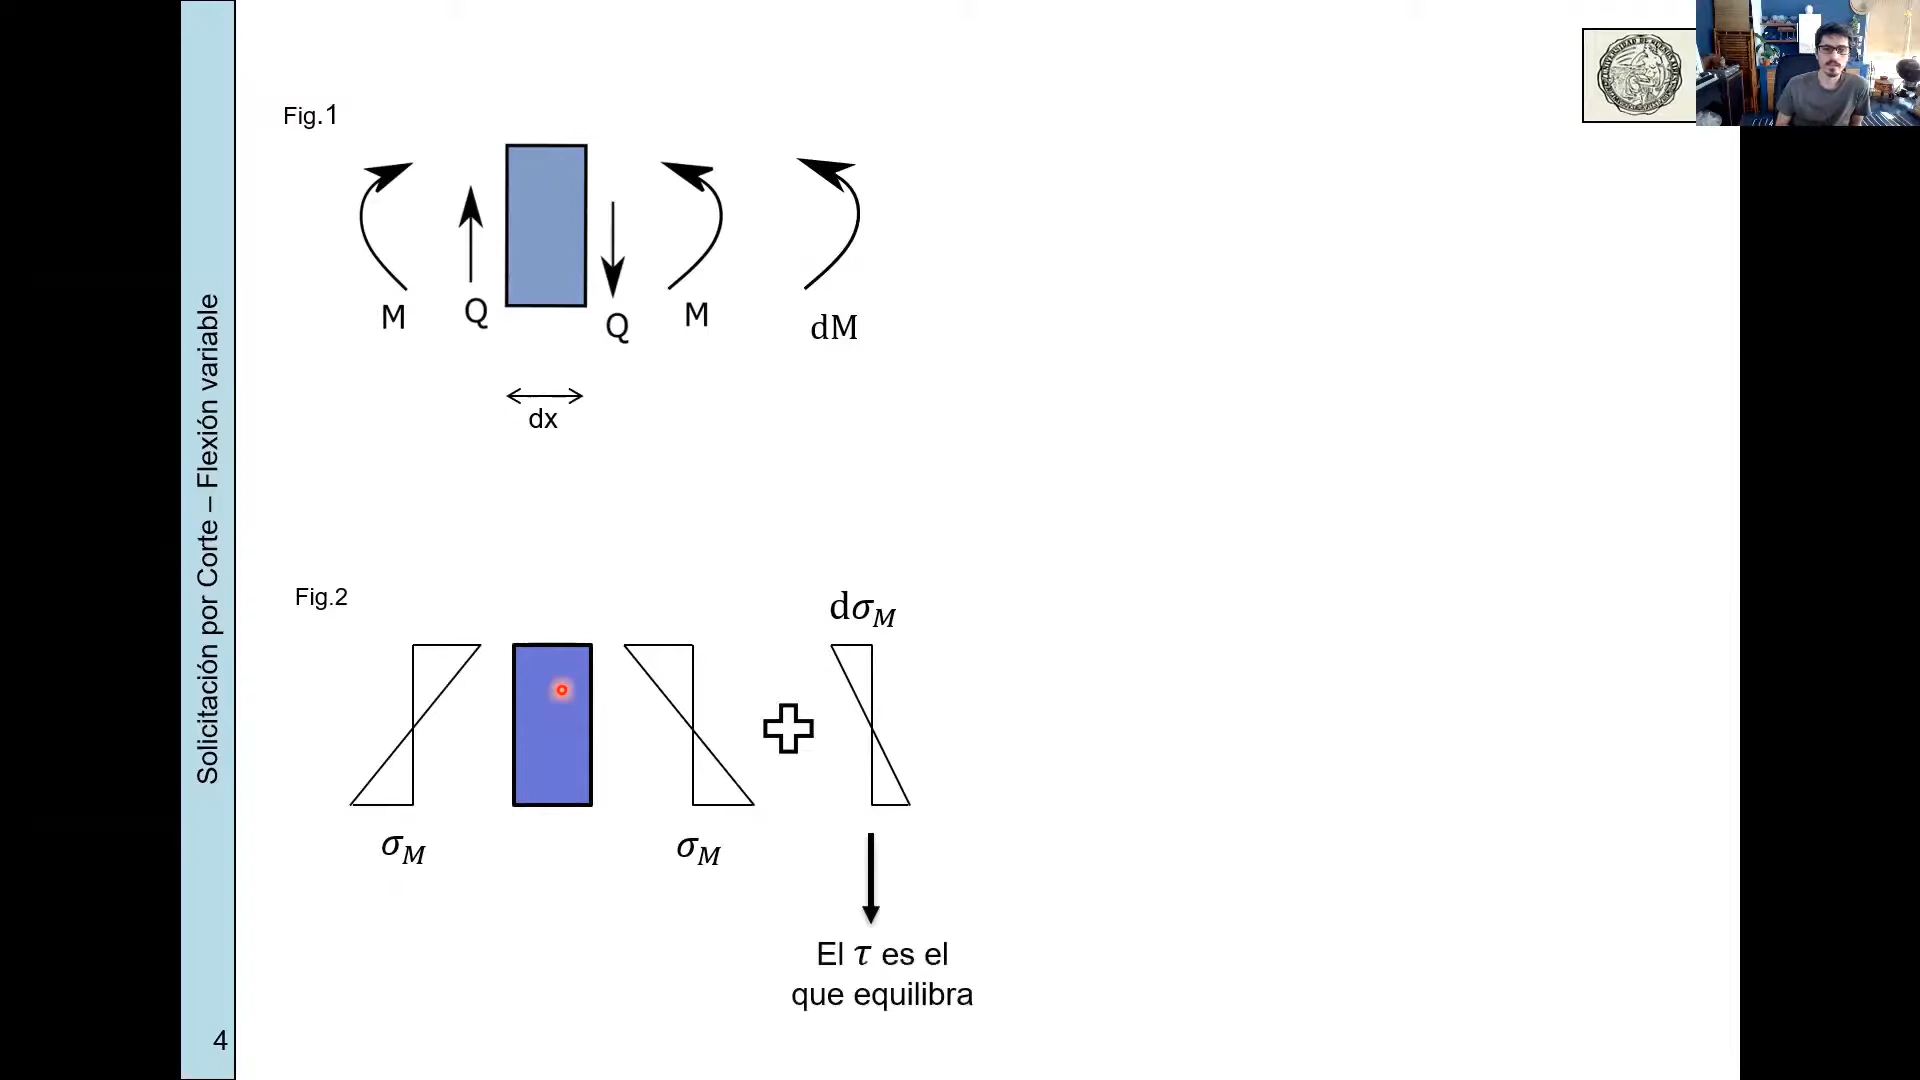 Solicitación por Corte – Flexión variable
4
Fig.1
M
Q
Q
M
dM
dx
Fig.2
dσ_M
σ_M
σ_M
El τ es el
que equilibra